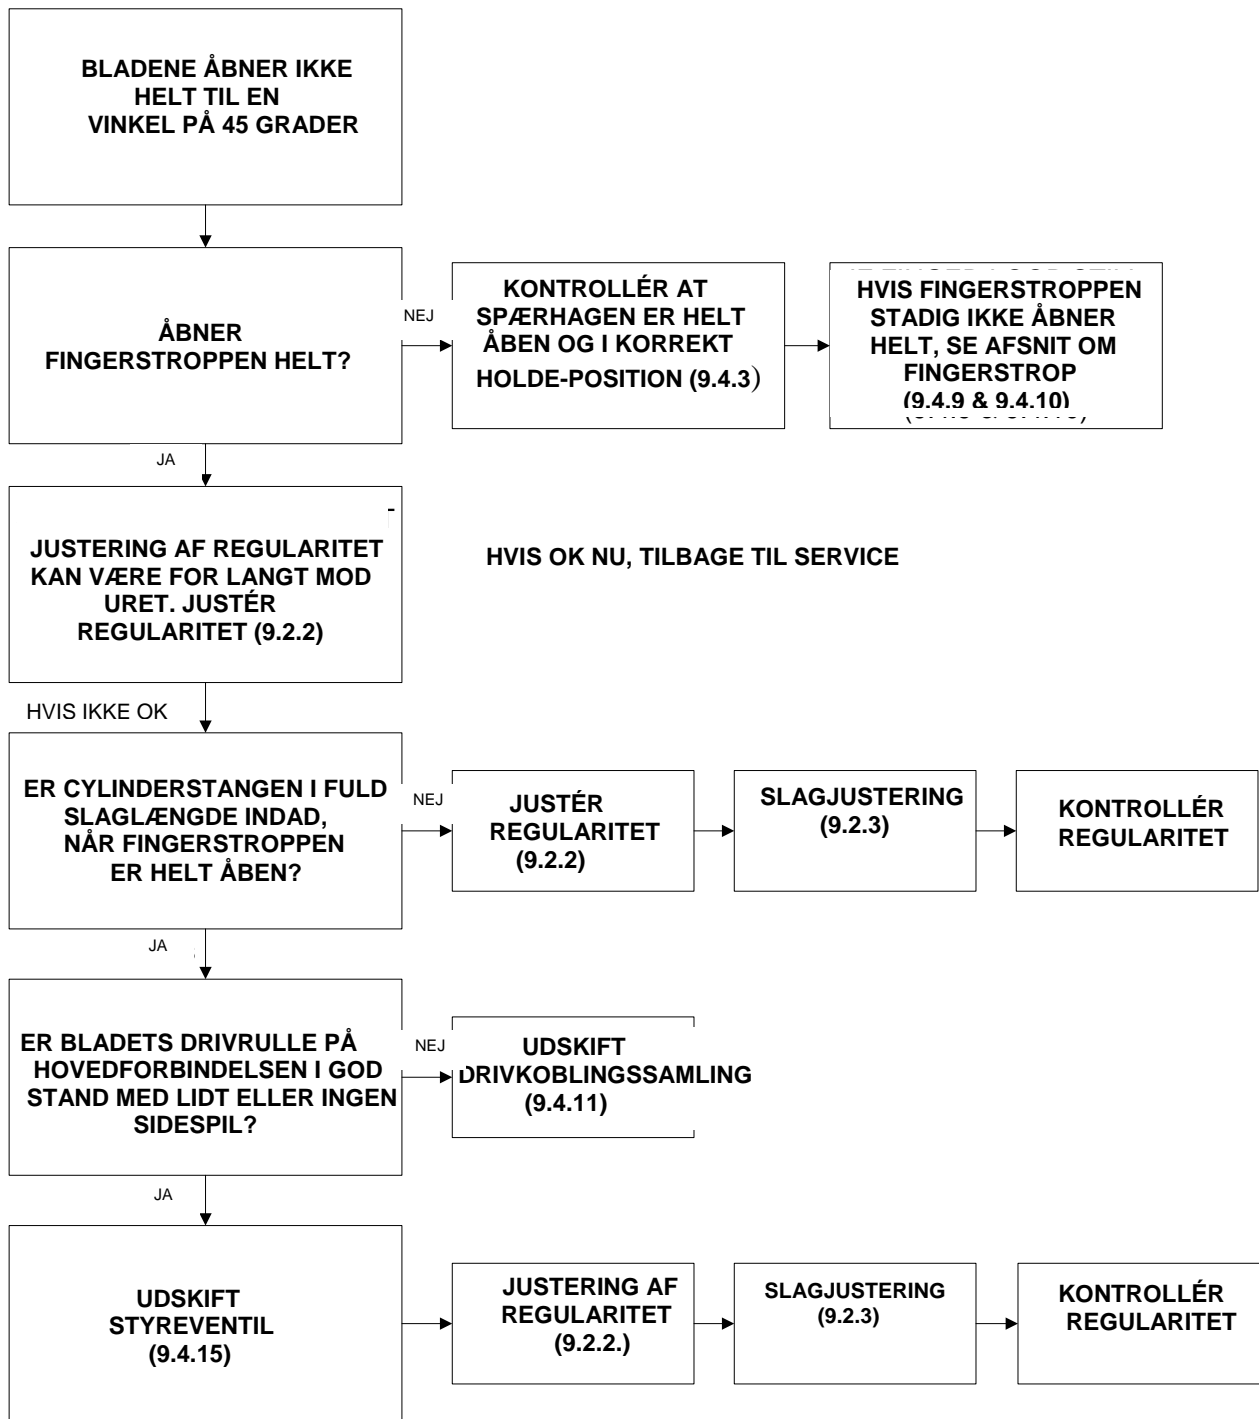 BLADENE ÅBNER IKKE
HELT TIL EN
VINKEL PÅ 45 GRADER
ÅBNER
FINGERSTROPPEN HELT?
NEJ
KONTROLLÉR AT
SPÆRHAGEN ER HELT
ÅBEN OG I KORREKT
HOLDE-POSITION (9.4.3)
HVIS FINGERSTROPPEN
STADIG IKKE ÅBNER
HELT, SE AFSNIT OM
FINGERSTROP
(9.4.9 & 9.4.10)
JA
JUSTERING AF REGULARITET
KAN VÆRE FOR LANGT MOD
URET. JUSTÉR
REGULARITET (9.2.2)
HVIS OK NU, TILBAGE TIL SERVICE
HVIS IKKE OK
ER CYLINDERSTANGEN I FULD
SLAGLÆNGDE INDAD,
NÅR FINGERSTROPPEN
ER HELT ÅBEN?
NEJ
JUSTÉR
REGULARITET
(9.2.2)
SLAGJUSTERING
(9.2.3)
KONTROLLÉR
REGULARITET
JA
ER BLADETS DRIVRULLE PÅ
HOVEDFORBINDELSEN I GOD
STAND MED LIDT ELLER INGEN
SIDESPIL?
NEJ
UDSKIFT
DRIVKOBLINGSSAMLING
(9.4.11)
JA
UDSKIFT
STYREVENTIL
(9.4.15)
JUSTERING AF
REGULARITET
(9.2.2.)
SLAGJUSTERING
(9.2.3)
KONTROLLÉR
REGULARITET